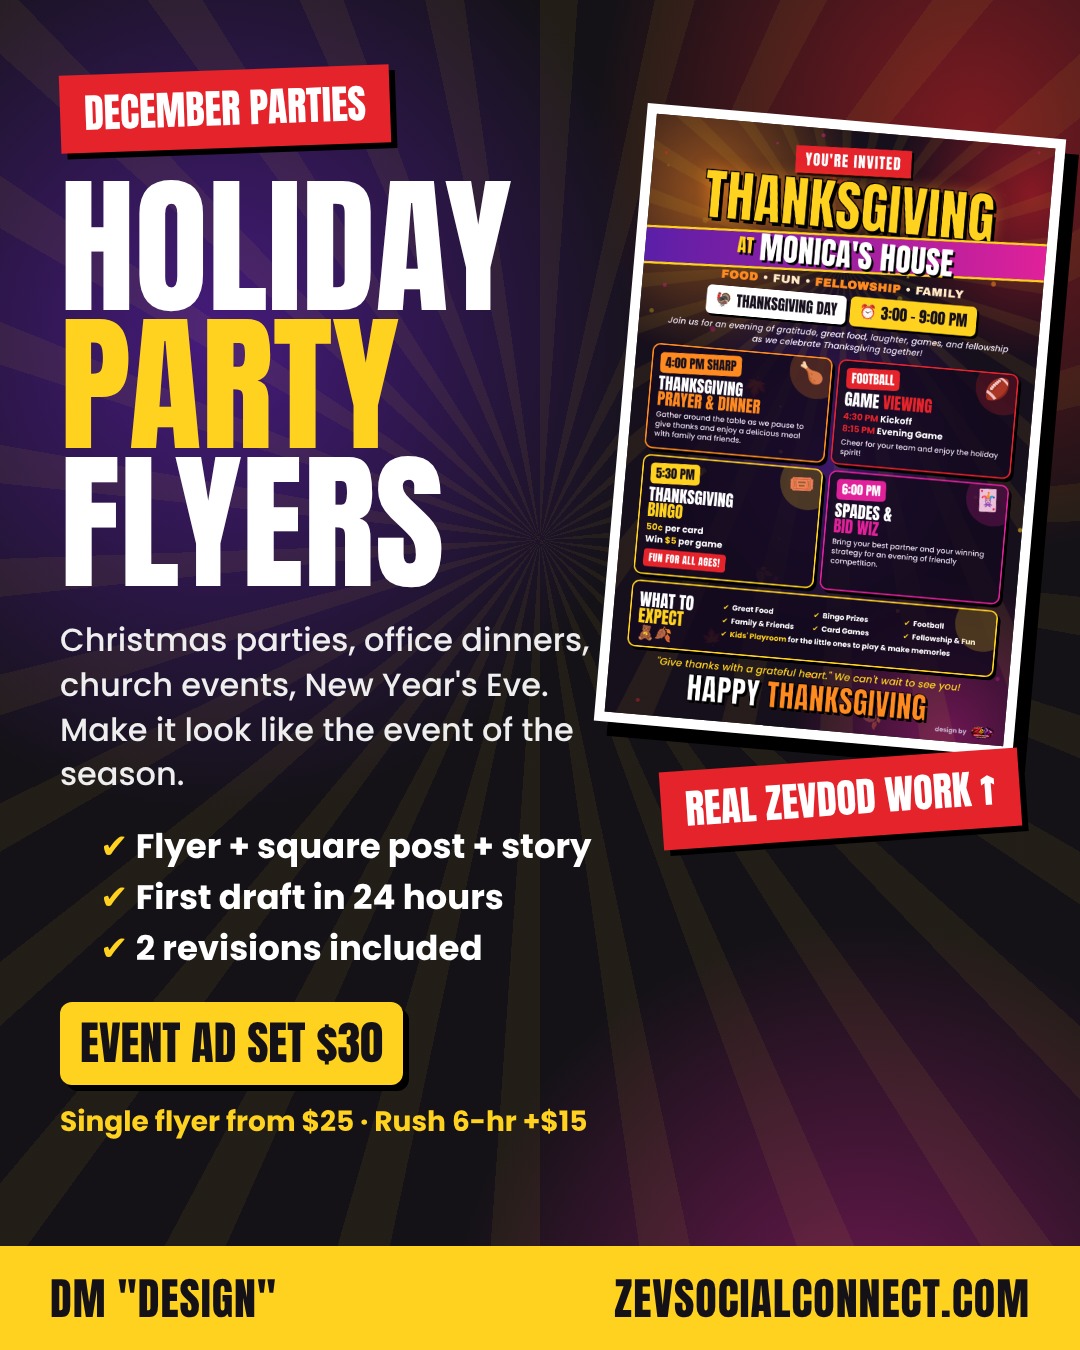 DECEMBER PARTIES
HOLIDAY
PARTY
FLYERS
Christmas parties, office dinners,
church events, New Year's Eve.
Make it look like the event of the
season.
✔ Flyer + square post + story
✔ First draft in 24 hours
✔ 2 revisions included
EVENT AD SET $30
Single flyer from $25 · Rush 6-hr +$15
YOU'RE INVITED
THANKSGIVING
AT MONICA'S HOUSE
FOOD • FUN • FELLOWSHIP • FAMILY
THANKSGIVING DAY
3:00 - 9:00 PM
Join us for an evening of gratitude, great food, laughter, games, and fellowship
as we celebrate Thanksgiving together!
4:00 PM SHARP
THANKSGIVING
PRAYER & DINNER
Gather around the table as we pause to
give thanks and enjoy a delicious meal
with family and friends.
FOOTBALL
GAME VIEWING
4:30 PM Kickoff
8:15 PM Evening Game
Cheer for your team and enjoy the holiday
spirit!
5:30 PM
THANKSGIVING
BINGO
50¢ per card
Win $5 per game
FUN FOR ALL AGES!
6:00 PM
SPADES &
BID WIZ
Bring your best partner and your winning
strategy for an evening of friendly
competition.
WHAT TO
EXPECT
✔ Great Food
✔ Bingo Prizes
✔ Football
✔ Family & Friends
✔ Card Games
✔ Fellowship & Fun
✔ Kids' Playroom for the little ones to play & make memories
"Give thanks with a grateful heart." We can't wait to see you!
HAPPY THANKSGIVING
design by
REAL ZEVDOD WORK ↑
DM "DESIGN"
ZEVSOCIALCONNECT.COM